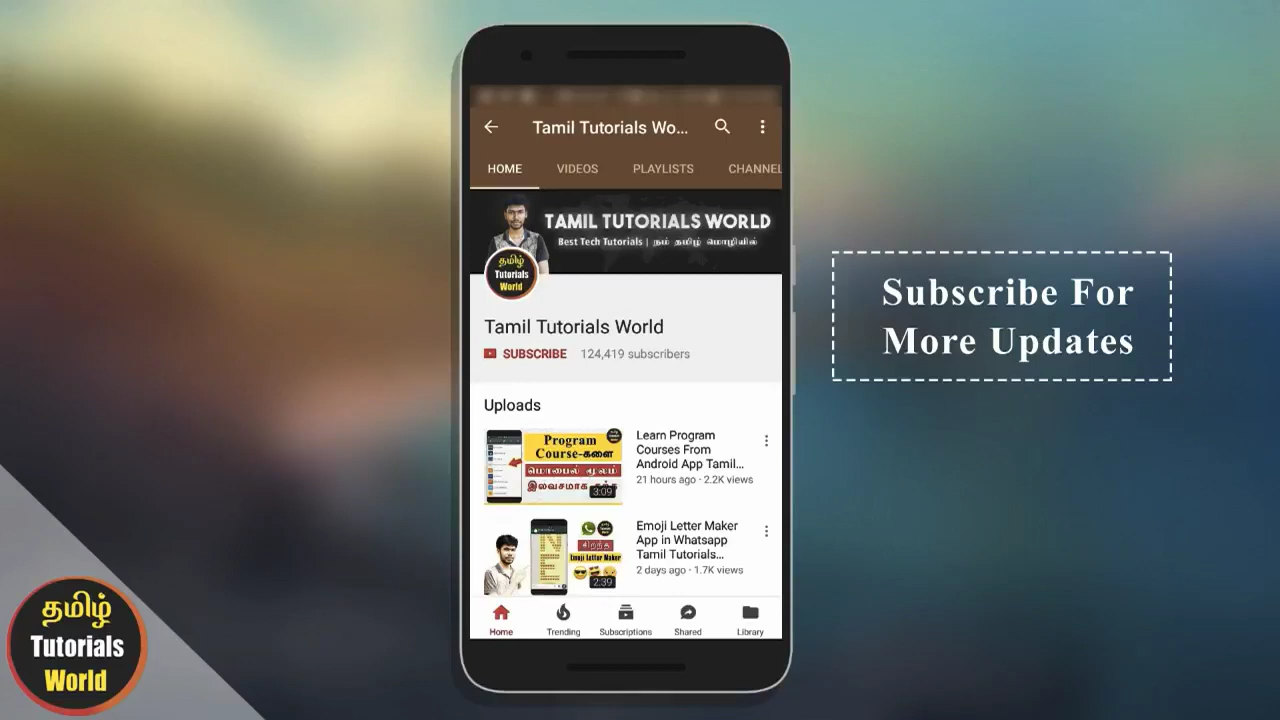 Tamil Tutorials Wo...
HOME VIDEOS PLAYLISTS CHANNEL
TAMIL TUTORIALS WORLD
Best Tech Tutorials | நம் தமிழ் மொழியில்
தமிழ்
Tutorials
World
Tamil Tutorials World
SUBSCRIBE 124,419 subscribers
Uploads
Program
Course-களை
மொபைல் மூலம்
இலவசமாக
3:09
Learn Program
Courses From
Android App Tamil...
21 hours ago · 2.2K views
சிறந்த
Emoji Letter Maker
2:39
Emoji Letter Maker
App in Whatsapp
Tamil Tutorials...
2 days ago · 1.7K views
Home Trending Subscriptions Shared Library
Subscribe For
More Updates
தமிழ்
Tutorials
World